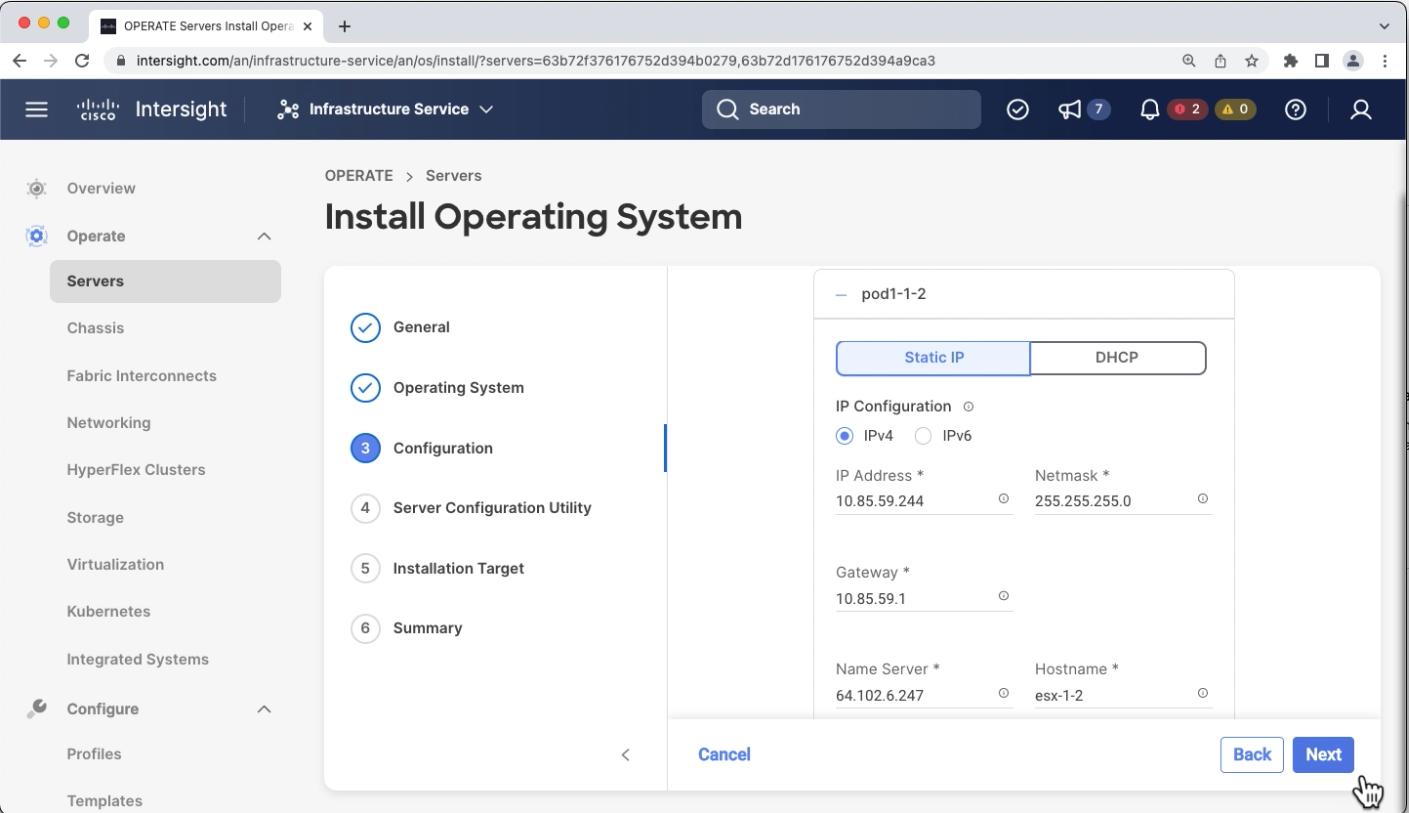 OPERATE Servers Install Opera
intersight.com/an/infrastructure-service/an/os/install/?servers=63b72f376176752d394b0279,63b72d176176752d394a9ca3
CISCO Intersight Infrastructure Service Search 7 2 0
Overview
Operate
Servers
Chassis
Fabric Interconnects
Networking
HyperFlex Clusters
Storage
Virtualization
Kubernetes
Integrated Systems
Configure
Profiles
Templates
OPERATE > Servers
Install Operating System
General
Operating System
3 Configuration
4 Server Configuration Utility
5 Installation Target
6 Summary
pod1-1-2
Static IP DHCP
IP Configuration
IPv4 IPv6
IP Address * Netmask *
10.85.59.244 255.255.255.0
Gateway *
10.85.59.1
Name Server * Hostname *
64.102.6.247 esx-1-2
Cancel Back Next